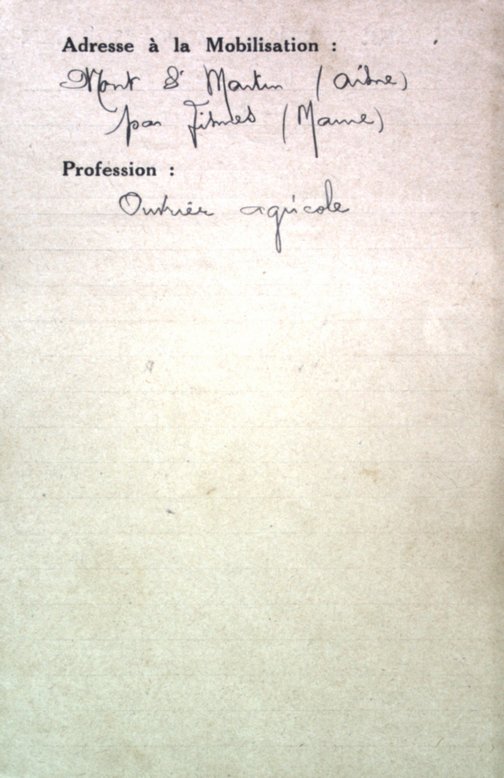 Adresse à la Mobilisation :
Mont St Martin (Aisne)
par Fismes (Marne)
Profession :
Ouvrier agricole